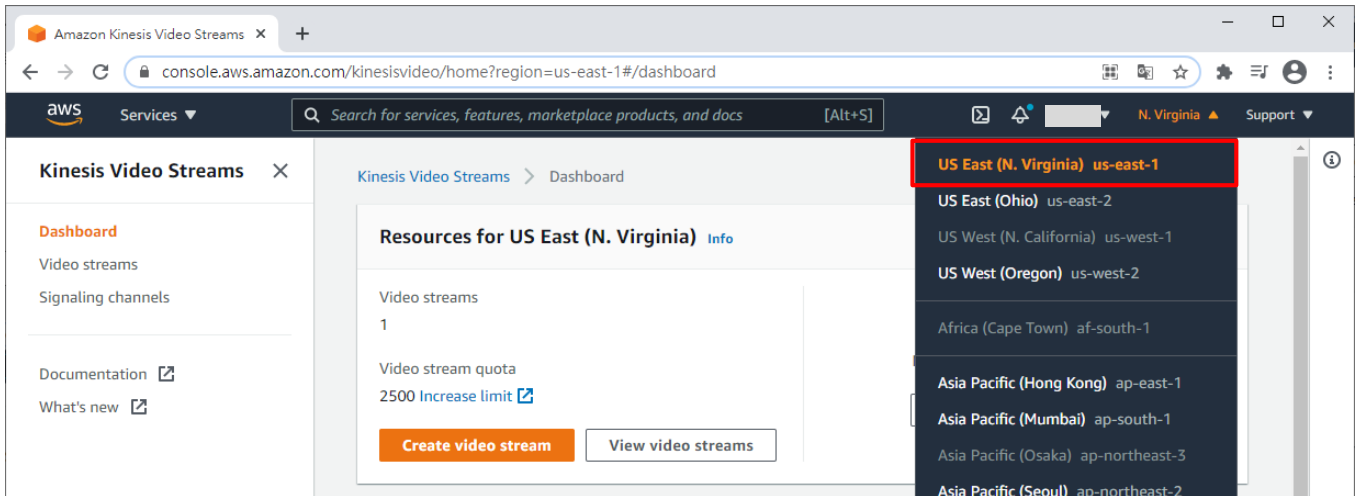 Amazon Kinesis Video Streams
console.aws.amazon.com/kinesisvideo/home?region=us-east-1#/dashboard
aws Services Search for services, features, marketplace products, and docs [Alt+S] N. Virginia Support
Kinesis Video Streams
Dashboard
Video streams
Signaling channels
Documentation
What's new
Kinesis Video Streams > Dashboard
Resources for US East (N. Virginia) Info
Video streams
1
Video stream quota
2500 Increase limit
Create video stream View video streams
US East (N. Virginia) us-east-1
US East (Ohio) us-east-2
US West (N. California) us-west-1
US West (Oregon) us-west-2
Africa (Cape Town) af-south-1
Asia Pacific (Hong Kong) ap-east-1
Asia Pacific (Mumbai) ap-south-1
Asia Pacific (Osaka) ap-northeast-3
Asia Pacific (Seoul) ap-northeast-2